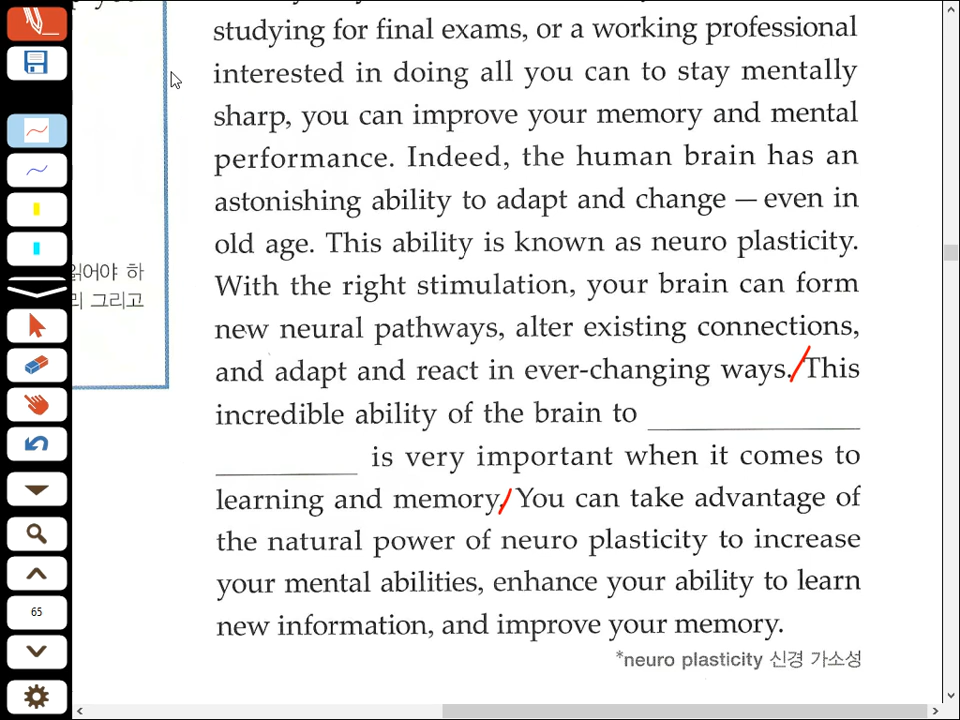 studying for final exams, or a working professional
interested in doing all you can to stay mentally
sharp, you can improve your memory and mental
performance. Indeed, the human brain has an
astonishing ability to adapt and change — even in
old age. This ability is known as neuro plasticity.
With the right stimulation, your brain can form
new neural pathways, alter existing connections,
and adapt and react in ever-changing ways. This
incredible ability of the brain to
is very important when it comes to
learning and memory. You can take advantage of
the natural power of neuro plasticity to increase
your mental abilities, enhance your ability to learn
new information, and improve your memory.
*neuro plasticity 신경 가소성
읽어야 하
리 그리고
65